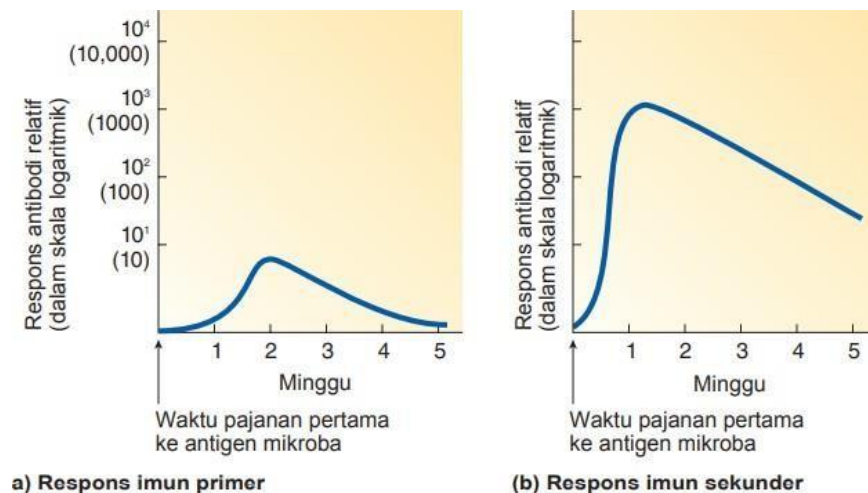 Respons antibodi relatif
(dalam skala logaritmik)
10⁴
(10,000)
10³
(1000)
10²
(100)
10¹
(10)
1 2 3 4 5
Minggu
Waktu pajanan pertama
ke antigen mikroba
a) Respons imun primer
Respons antibodi relatif
(dalam skala logaritmik)
1 2 3 4 5
Minggu
Waktu pajanan pertama
ke antigen mikroba
(b) Respons imun sekunder